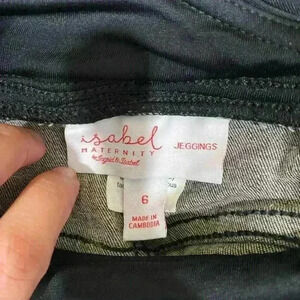 isabel
MATERNITY
by Ingrid & Isabel
JEGGINGS
6
MADE IN
CAMBODIA